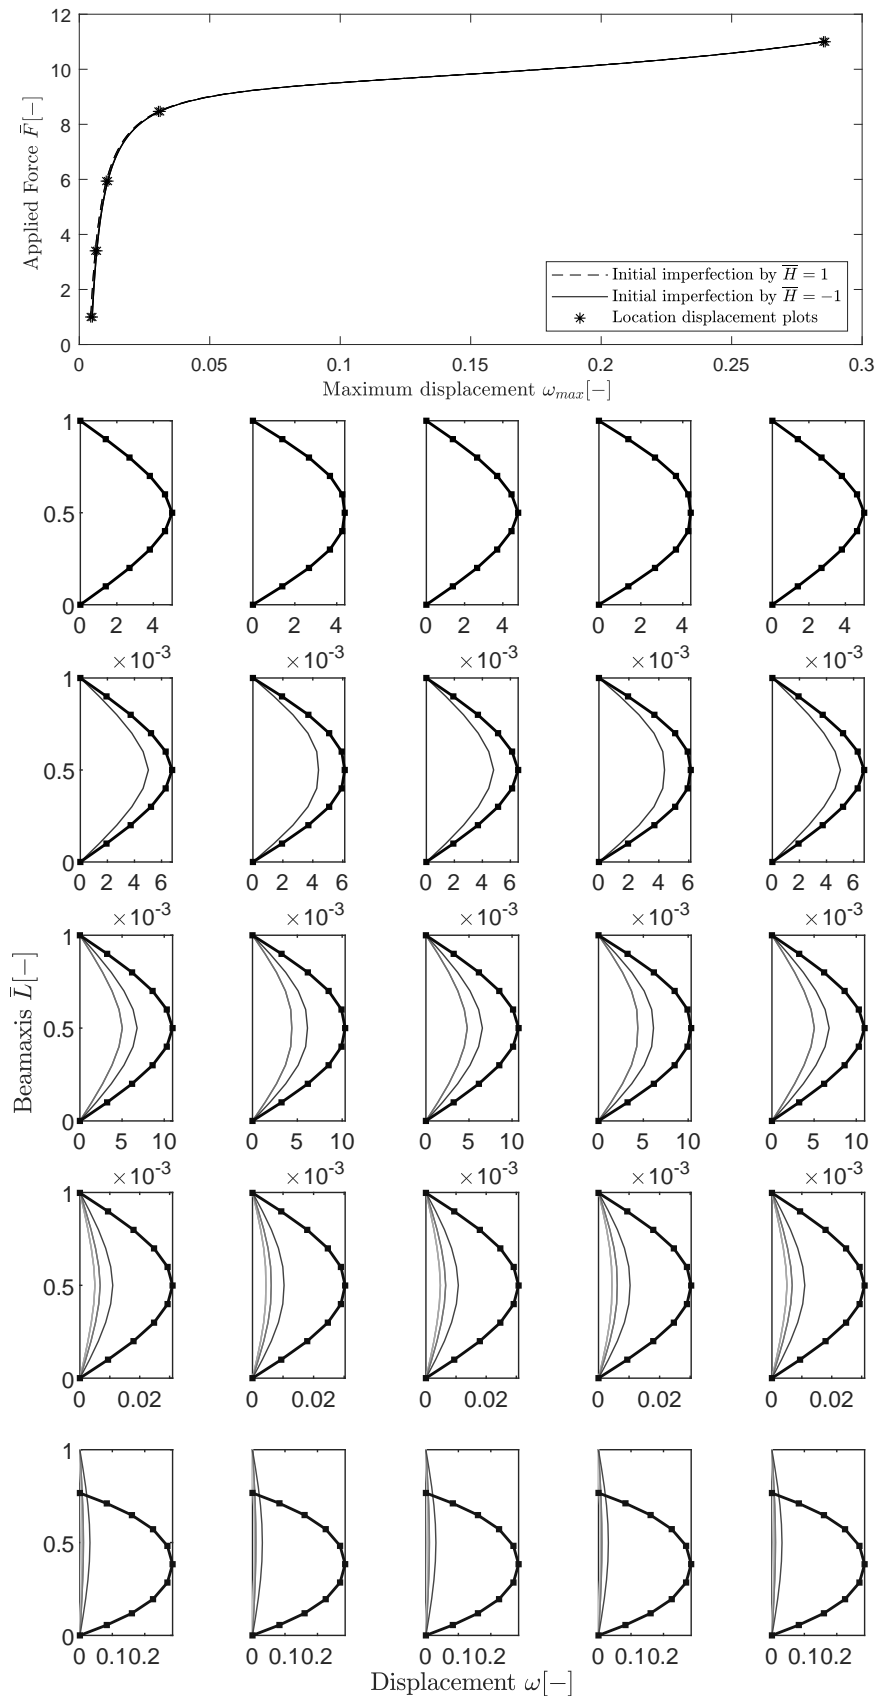 12
10
8
6
4
2
0
Applied Force F̄[−]
Initial imperfection by H̅ = 1
Initial imperfection by H̅ = −1
Location displacement plots
0 0.05 0.1 0.15 0.2 0.25 0.3
Maximum displacement ω_max[−]
1
0.5
0
0 2 4 0 2 4 0 2 4 0 2 4 0 2 4
×10⁻³ ×10⁻³ ×10⁻³ ×10⁻³ ×10⁻³
1
0.5
0
0 2 4 6 0 2 4 6 0 2 4 6 0 2 4 6 0 2 4 6
×10⁻³ ×10⁻³ ×10⁻³ ×10⁻³ ×10⁻³
1
0.5
0
0 5 10 0 5 10 0 5 10 0 5 10 0 5 10
×10⁻³ ×10⁻³ ×10⁻³ ×10⁻³ ×10⁻³
Beamaxis L̄[−]
1
0.5
0
0 0.02 0 0.02 0 0.02 0 0.02 0 0.02
1
0.5
0
0 0.10.2 0 0.10.2 0 0.10.2 0 0.10.2 0 0.10.2
Displacement ω[−]